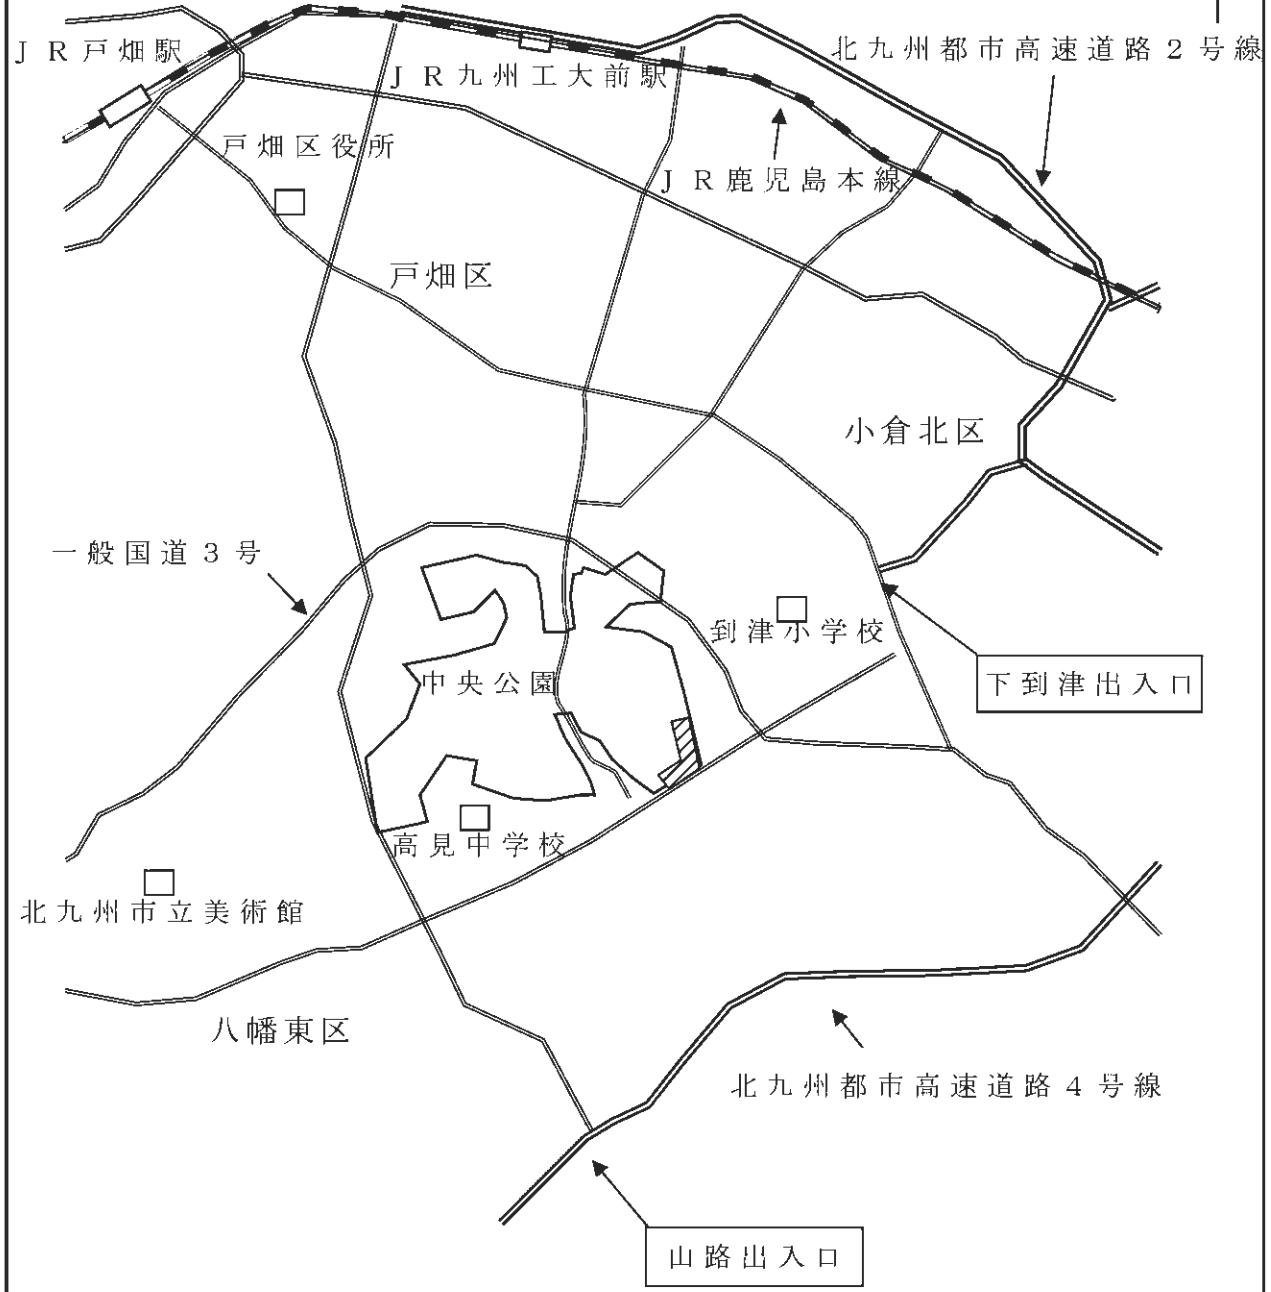 JR戸畑駅
北九州都市高速道路2号線
JR九州工大前駅
戸畑区役所
JR鹿児島本線
戸畑区
小倉北区
一般国道3号
到津小学校
中央公園
下到津出入口
高見中学校
北九州市立美術館
八幡東区
北九州都市高速道路4号線
山路出入口